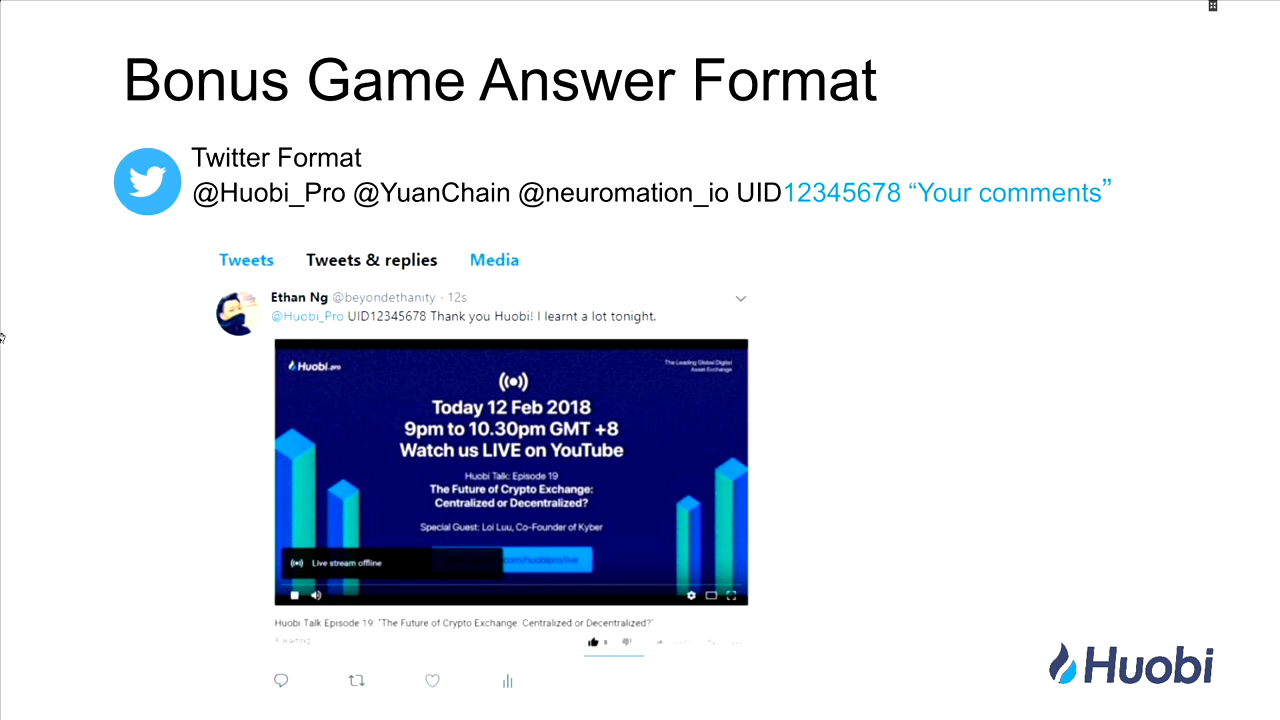 Bonus Game Answer Format
Twitter Format
@Huobi_Pro @YuanChain @neuromation_io UID12345678 “Your comments”
Tweets Tweets & replies Media
Ethan Ng @beyondethanity · 12s
@Huobi_Pro UID12345678 Thank you Huobi! I learnt a lot tonight.
Huobi.pro
The Leading Global Digital
Asset Exchange
Today 12 Feb 2018
9pm to 10.30pm GMT +8
Watch us LIVE on YouTube
Huobi Talk: Episode 19
The Future of Crypto Exchange:
Centralized or Decentralized?
Special Guest: Loi Luu, Co-Founder of Kyber
.com/huobipro/live
Live stream offline
Huobi Talk Episode 19: "The Future of Crypto Exchange: Centralized or Decentralized?"
waiting
Huobi